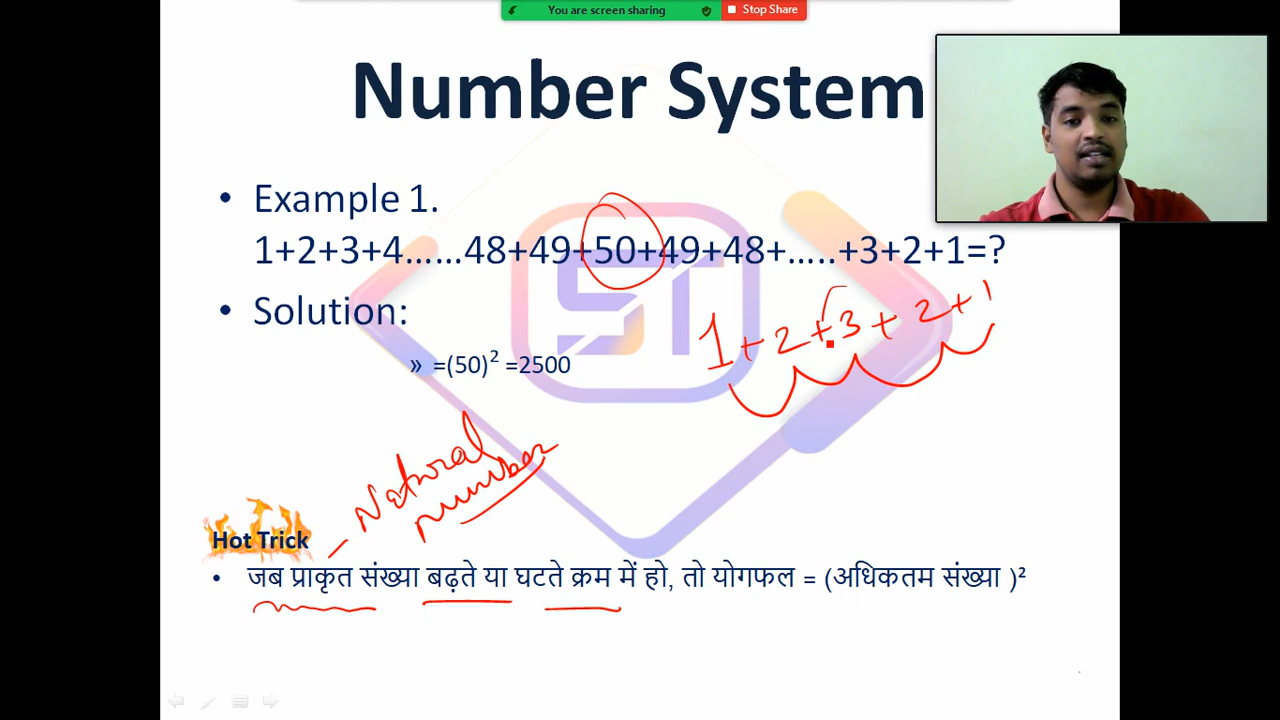 You are screen sharing
Stop Share
Number System
• Example 1.
1+2+3+4......48+49+50+49+48+.....+3+2+1=?
1+2+3+2+1
• Solution:
» =(50)² =2500
Natural
number
Hot Trick
• जब प्राकृत संख्या बढ़ते या घटते क्रम में हो, तो योगफल = (अधिकतम संख्या )²
ST